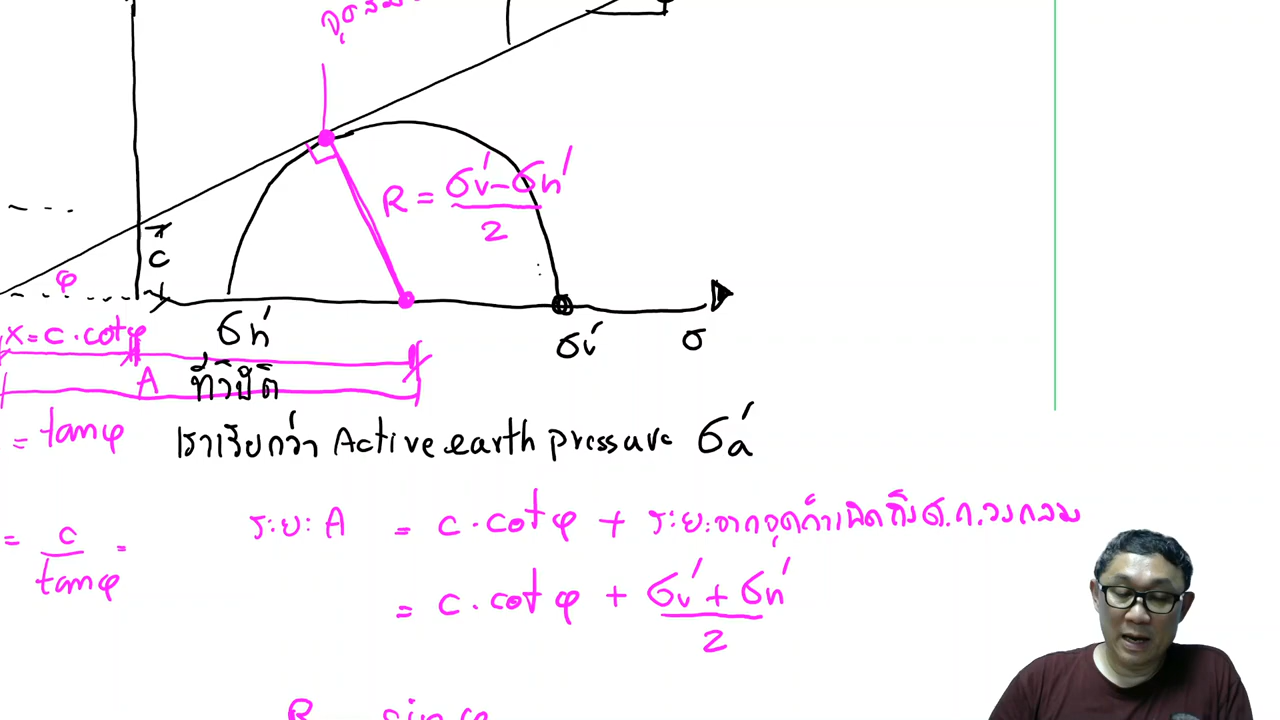 R = σv' - σh' / 2
c
φ
x = c·cotφ
σh'
σv'
σ
A
ที่วิบัติ
= tanφ
เราเรียกว่า Active earth pressure σa'
ระยะ A = c·cotφ + ระยะจากจุดกำเนิดถึงศ.ก.วงกลม
= c / tanφ =
= c·cotφ + σv' + σh' / 2